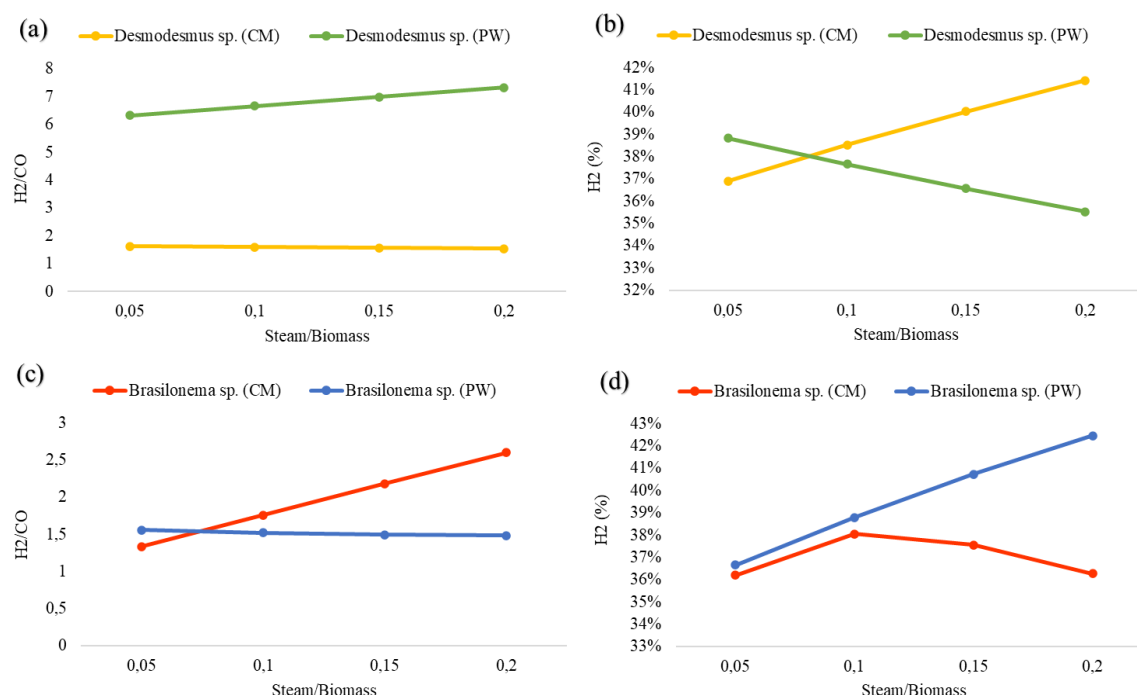 (a)
Desmodesmus sp. (CM) Desmodesmus sp. (PW)
8
7
6
5
4
3
2
1
0
H2/CO
0,05 0,1 0,15 0,2
Steam/Biomass
(b)
Desmodesmus sp. (CM) Desmodesmus sp. (PW)
42%
41%
40%
39%
38%
37%
36%
35%
34%
33%
32%
H2 (%)
0,05 0,1 0,15 0,2
Steam/Biomass
(c)
Brasilonema sp. (CM) Brasilonema sp. (PW)
3
2,5
2
1,5
1
0,5
0
H2/CO
0,05 0,1 0,15 0,2
Steam/Biomass
(d)
Brasilonema sp. (CM) Brasilonema sp. (PW)
43%
42%
41%
40%
39%
38%
37%
36%
35%
34%
33%
H2 (%)
0,05 0,1 0,15 0,2
Steam/Biomass